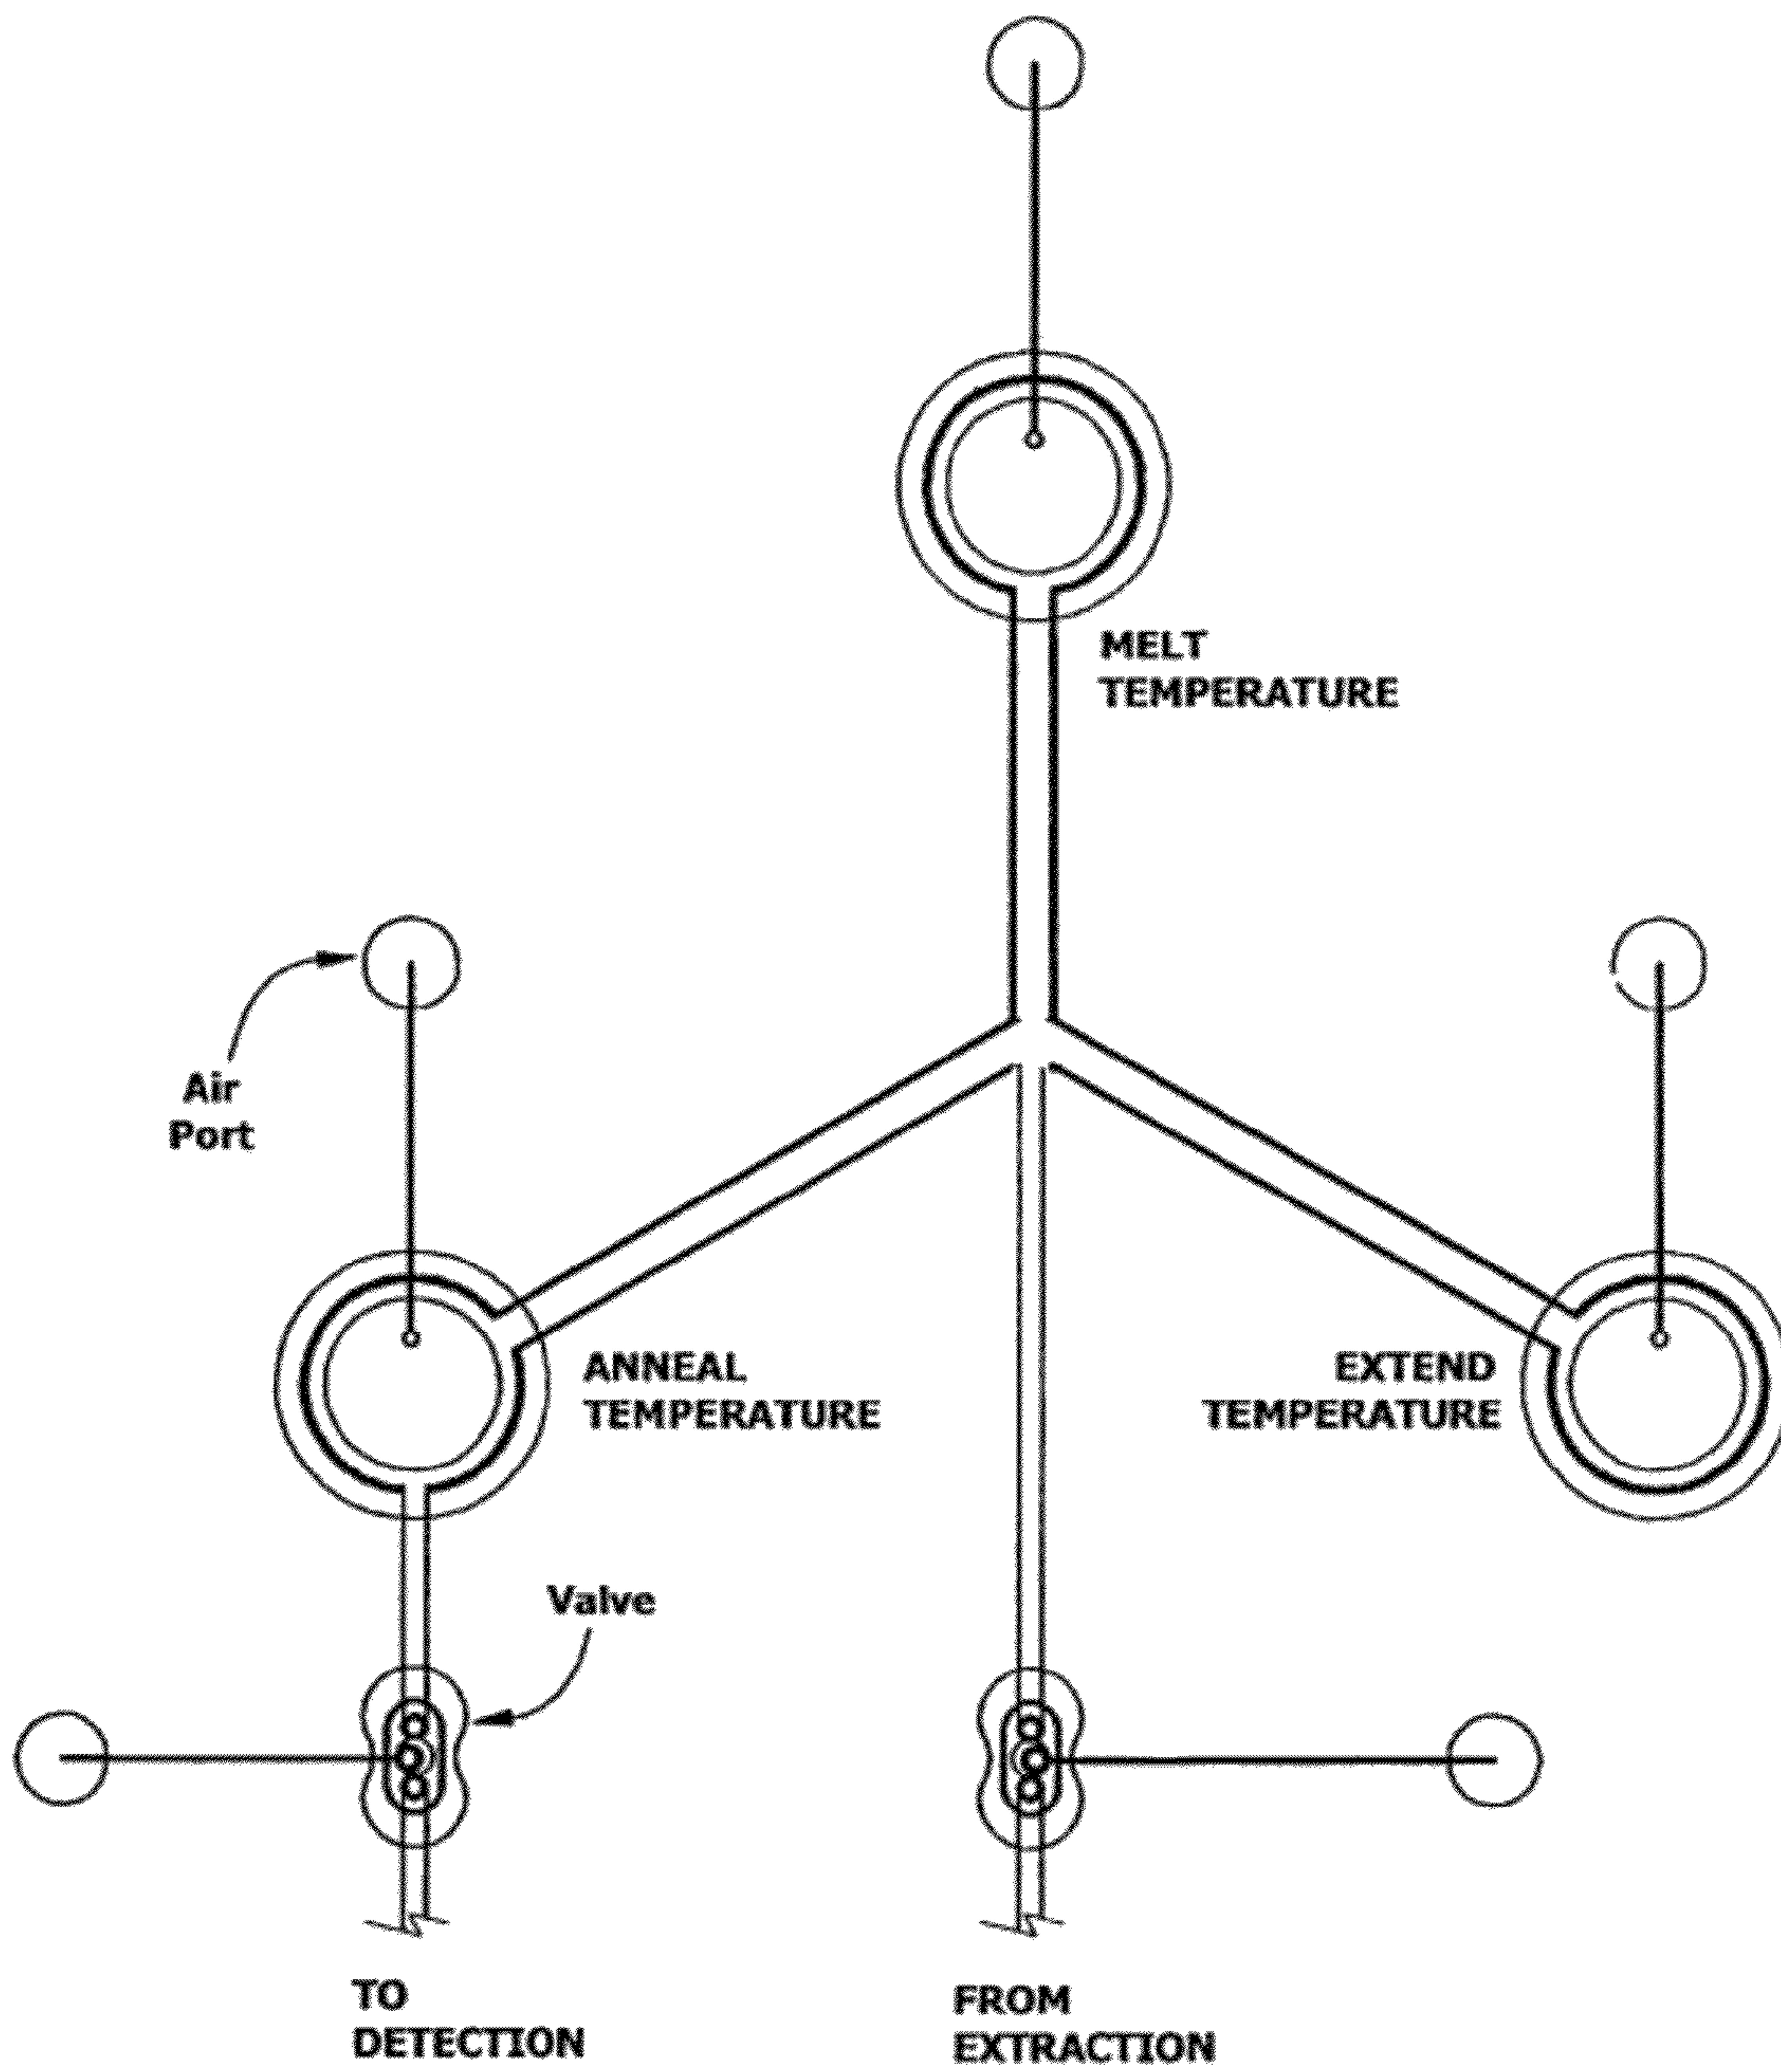 MELT
TEMPERATURE
Air
Port
ANNEAL
TEMPERATURE
EXTEND
TEMPERATURE
Valve
TO
DETECTION
FROM
EXTRACTION